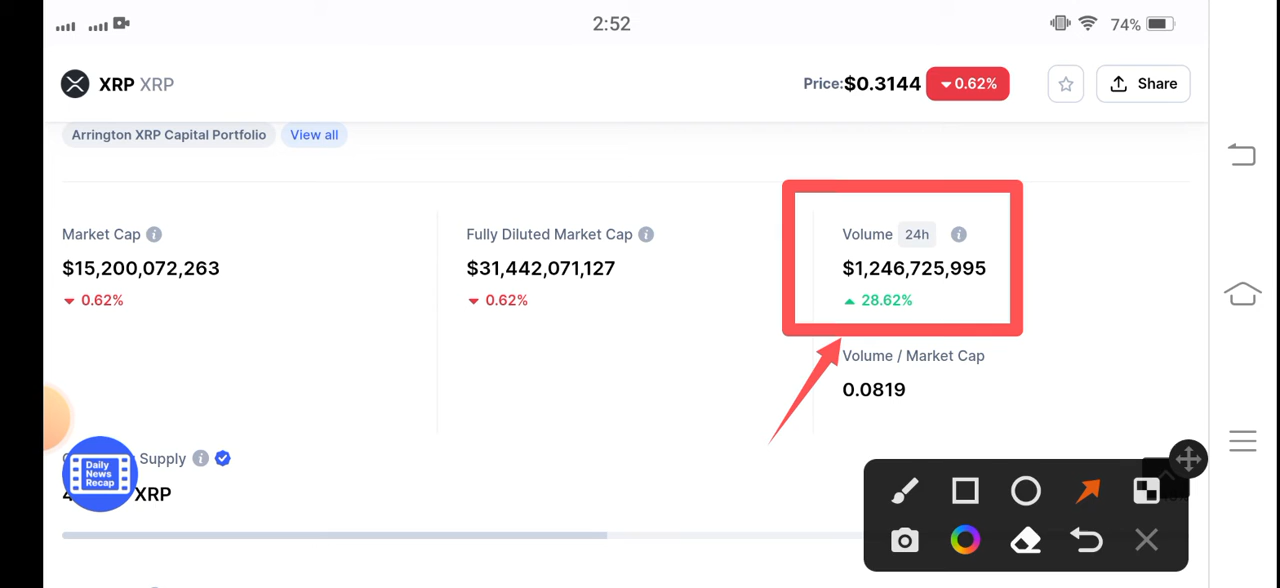 2:52
74%
XRP XRP
Price:$0.3144 0.62%
Share
Arrington XRP Capital Portfolio
View all
Market Cap
$15,200,072,263
0.62%
Fully Diluted Market Cap
$31,442,071,127
0.62%
Volume 24h
$1,246,725,995
28.62%
Volume / Market Cap
0.0819
Supply
XRP
Daily
News
Recap